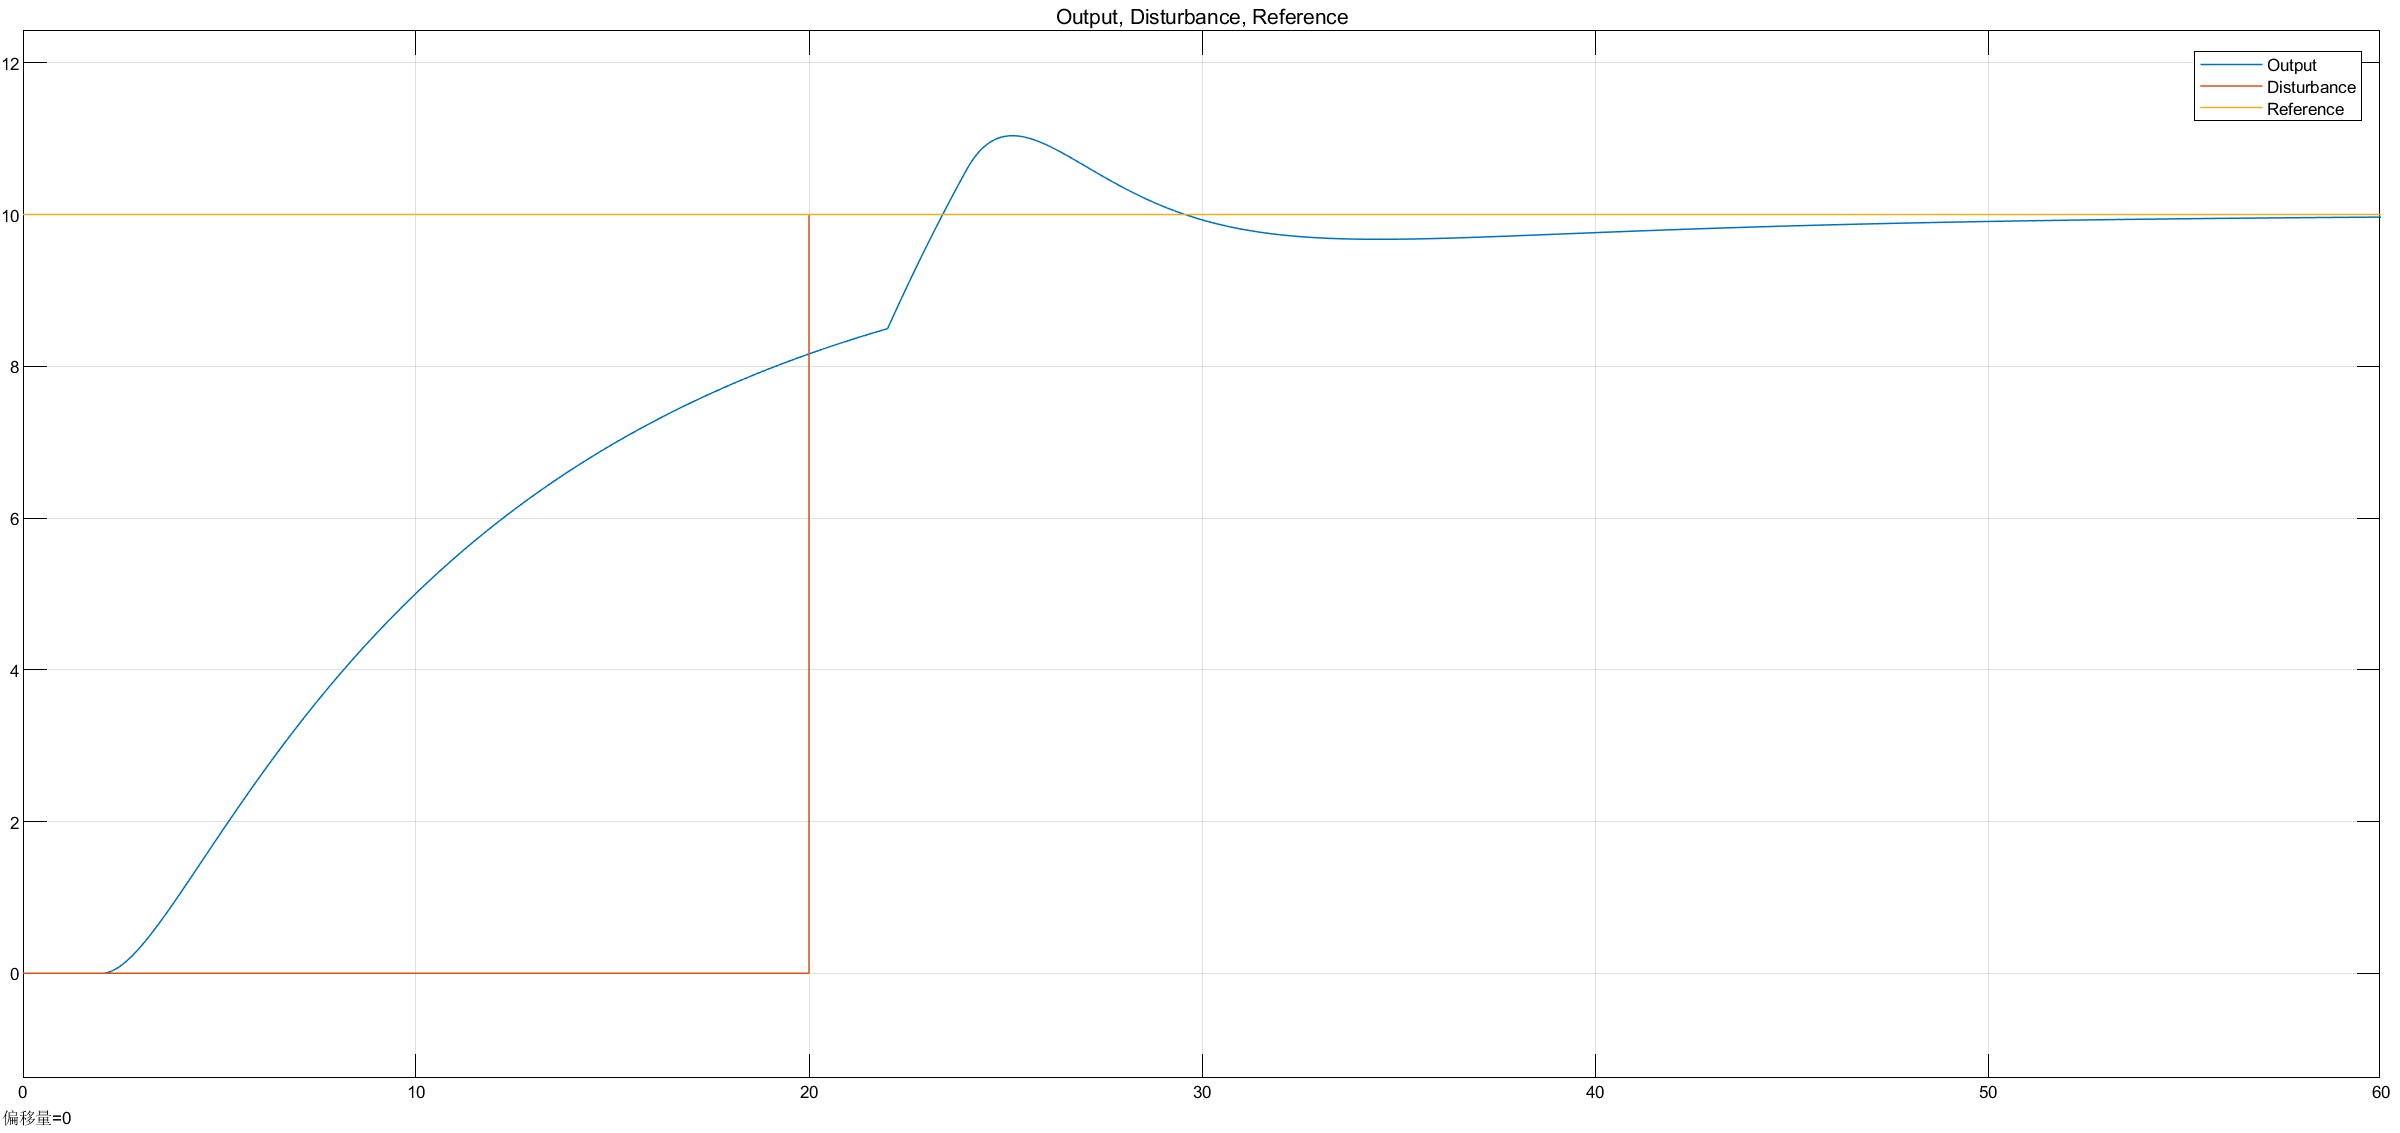 Output, Disturbance, Reference
12
10
8
6
4
2
0
Output
Disturbance
Reference
0 10 20 30 40 50 60
偏移量=0